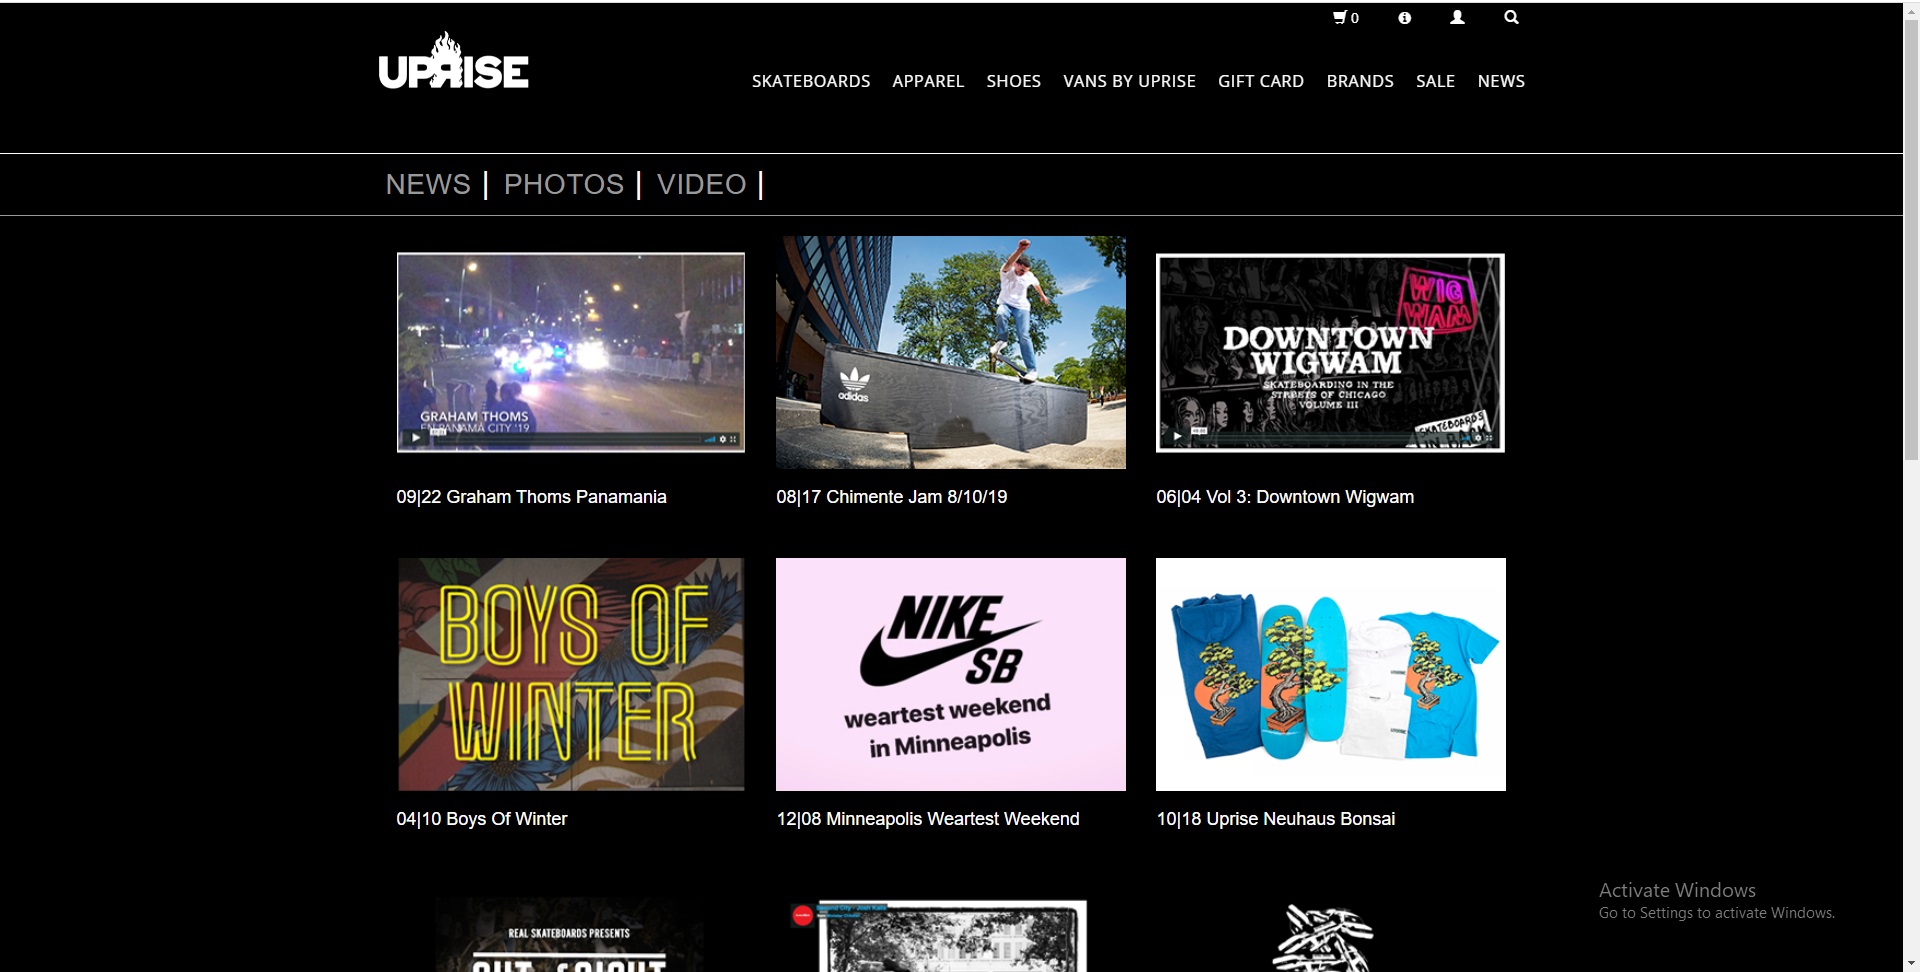 0
UPRISE
SKATEBOARDS APPAREL SHOES VANS BY UPRISE GIFT CARD BRANDS SALE NEWS
NEWS | PHOTOS | VIDEO |
GRAHAM THOMS
EN PANAMA CITY '19
adidas
WIG
WAM
DOWNTOWN
WIGWAM
SKATEBOARDING IN THE
STREETS OF CHICAGO
VOLUME III
SKATEBOARDS
09|22 Graham Thoms Panamania
08|17 Chimente Jam 8/10/19
06|04 Vol 3: Downtown Wigwam
BOYS OF
WINTER
NIKE
SB
weartest weekend
in Minneapolis
04|10 Boys Of Winter
12|08 Minneapolis Weartest Weekend
10|18 Uprise Neuhaus Bonsai
Activate Windows
Go to Settings to activate Windows.
REAL SKATEBOARDS PRESENTS